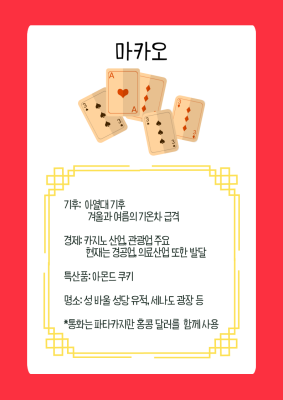 마카오
기후: 아열대 기후
겨울과 여름의 기온차 급격
경제: 카지노 산업, 관광업 주요
현재는 경공업, 의료산업 또한 발달
특산품: 아몬드 쿠키
명소: 성 바울 성당 유적, 세나도 광장 등
*통화는 파타카지만 홍콩 달러를 함께 사용